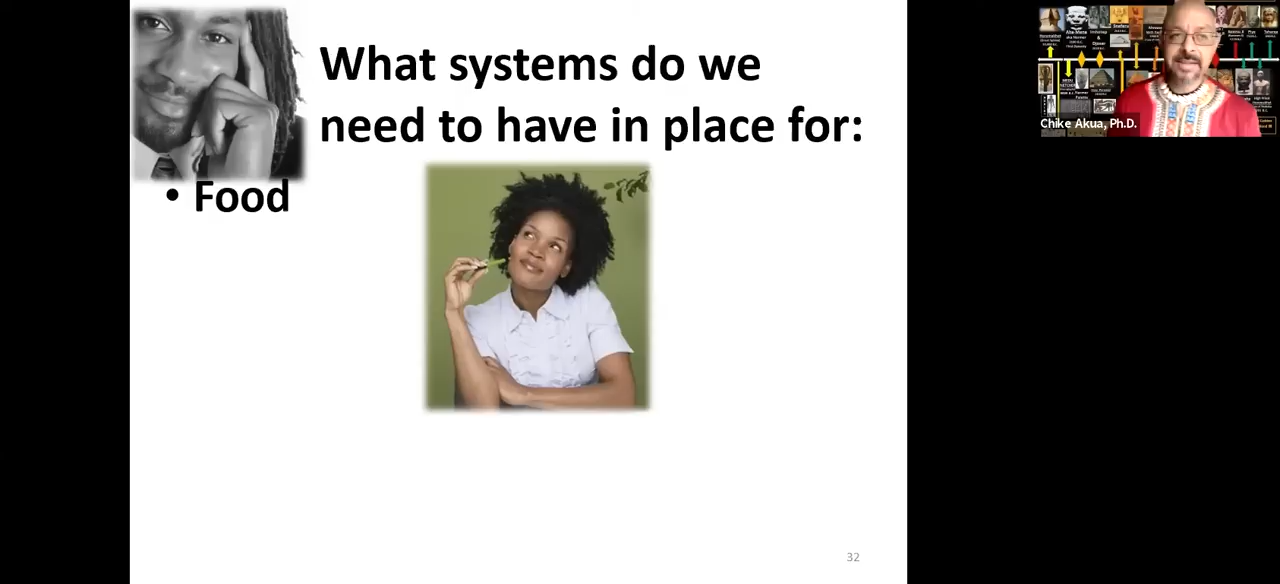 What systems do we
need to have in place for:
• Food
Chike Akua, Ph.D.
32